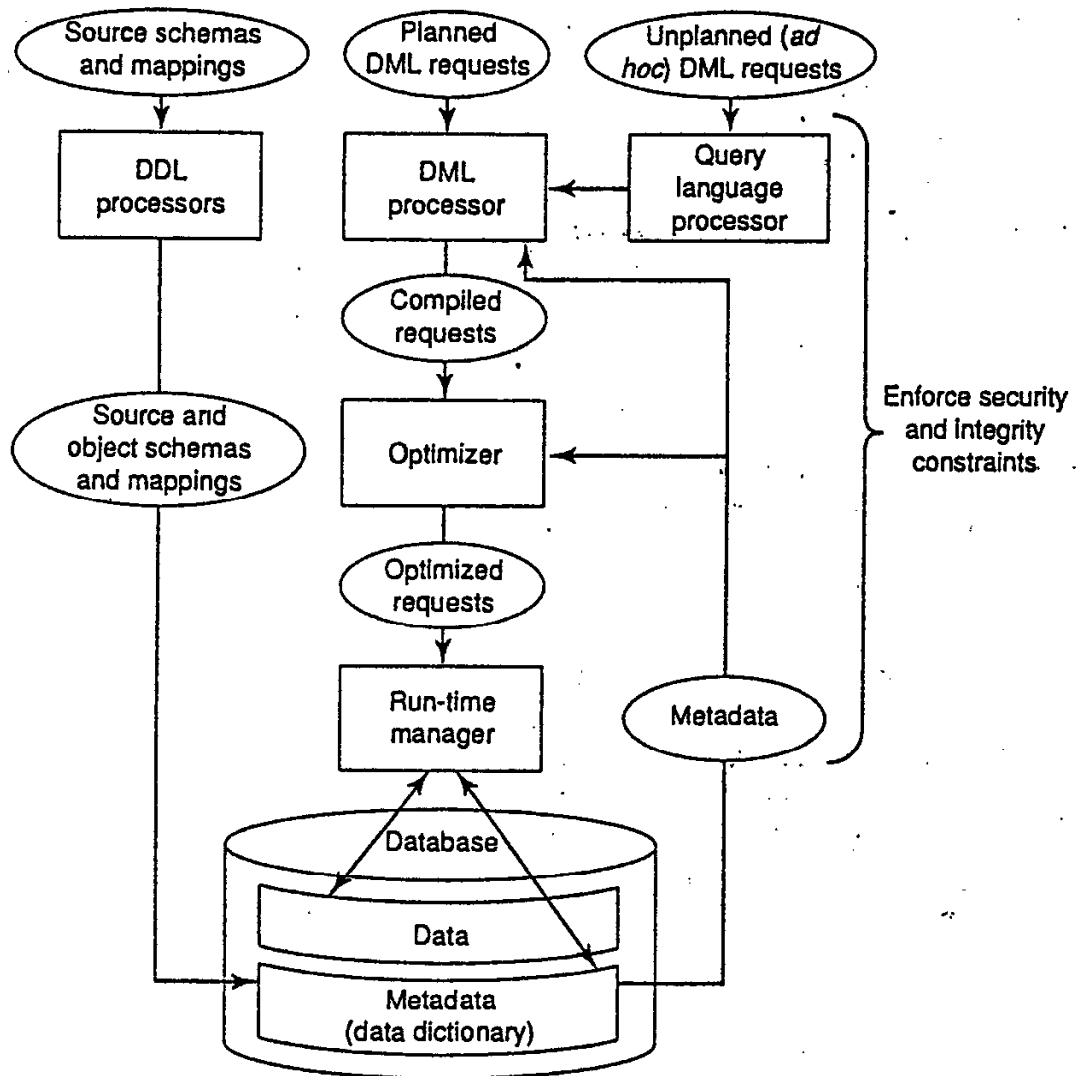 Source schemas
and mappings
Planned
DML requests
Unplanned (ad
hoc) DML requests
DDL
processors
DML
processor
Query
language
processor
Compiled
requests
Source and
object schemas
and mappings
Optimizer
Enforce security
and integrity
constraints
Optimized
requests
Run-time
manager
Metadata
Database
Data
Metadata
(data dictionary)